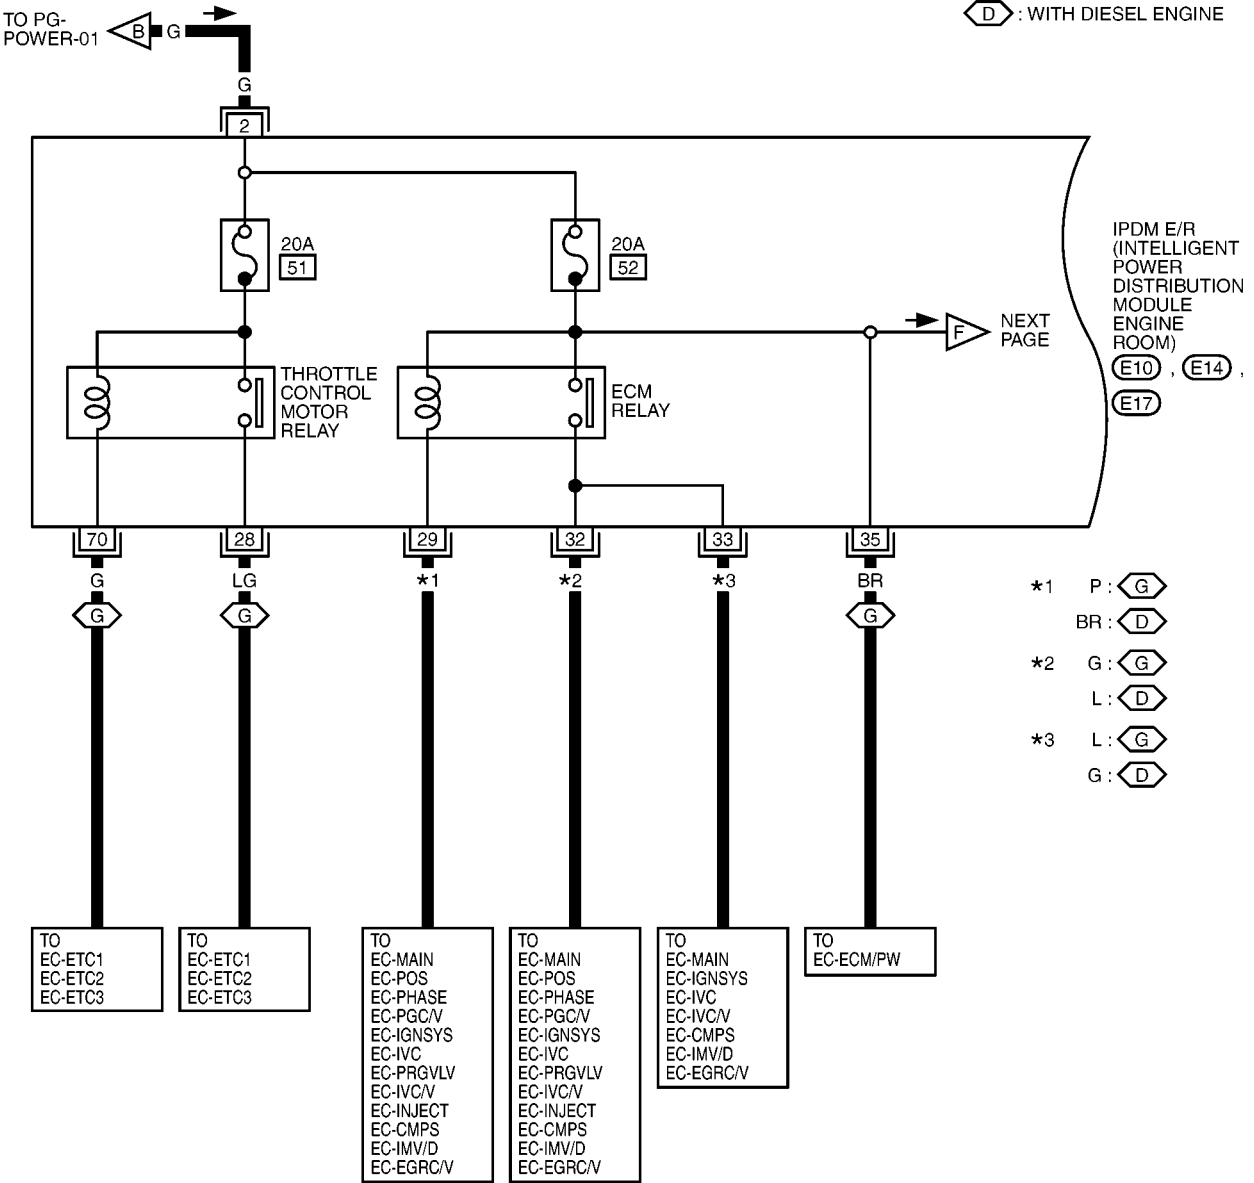 TO PG-
POWER-01
B
G
D : WITH DIESEL ENGINE
G
2
20A
51
20A
52
IPDM E/R
(INTELLIGENT
POWER
DISTRIBUTION
MODULE
ENGINE
ROOM)
E10 , E14 ,
E17
F
NEXT
PAGE
THROTTLE
CONTROL
MOTOR
RELAY
ECM
RELAY
70 28 29 32 33 35
G LG *1 *2 *3 BR
G G G
*1 P : G
BR : D
*2 G : G
L : D
*3 L : G
G : D
TO
EC-ETC1
EC-ETC2
EC-ETC3
TO
EC-ETC1
EC-ETC2
EC-ETC3
TO
EC-MAIN
EC-POS
EC-PHASE
EC-PGC/V
EC-IGNSYS
EC-IVC
EC-PRGVLV
EC-IVC/V
EC-INJECT
EC-CMPS
EC-IMV/D
EC-EGRC/V
TO
EC-MAIN
EC-POS
EC-PHASE
EC-PGC/V
EC-IGNSYS
EC-IVC
EC-PRGVLV
EC-IVC/V
EC-INJECT
EC-CMPS
EC-IMV/D
EC-EGRC/V
TO
EC-MAIN
EC-IGNSYS
EC-IVC
EC-IVC/V
EC-CMPS
EC-IMV/D
EC-EGRC/V
TO
EC-ECM/PW